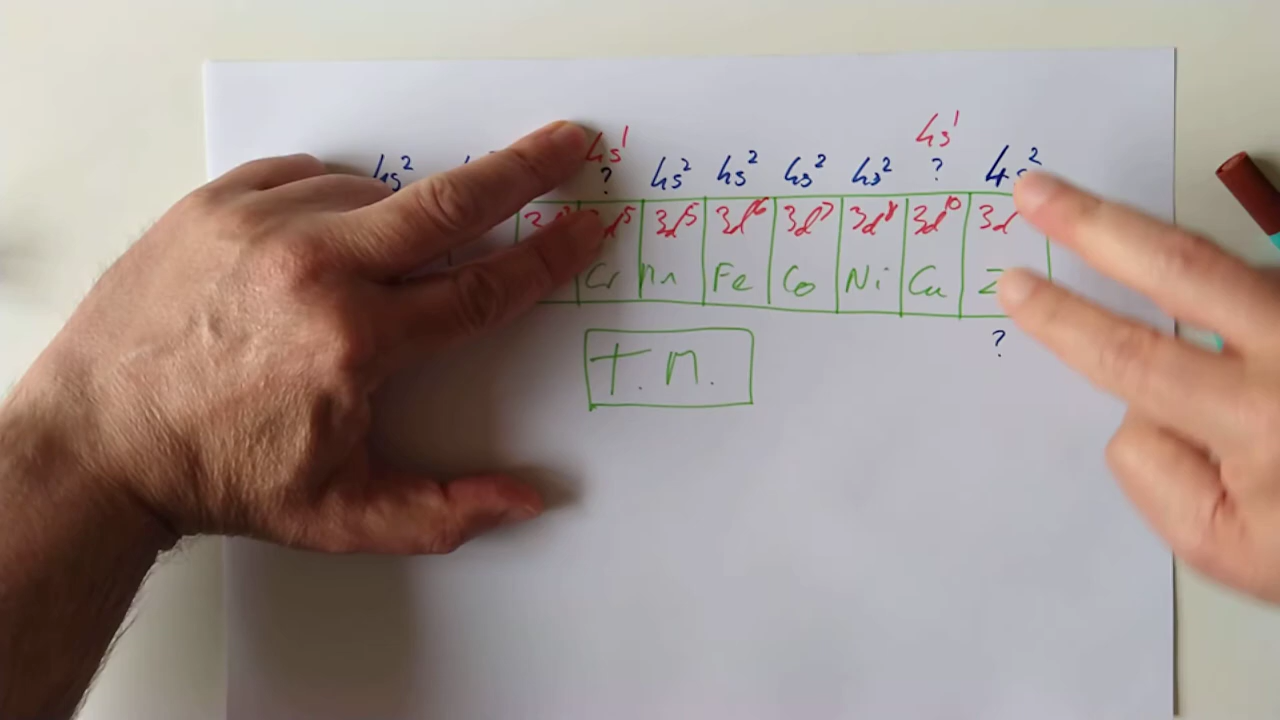 4s¹ 4s¹
4s² ? 4s² 4s² 4s² 4s² ? 4s²
3d⁵ 3d⁵ 3d⁶ 3d⁷ 3d⁸ 3d¹⁰ 3d
Cr Mn Fe Co Ni Cu
T.M.
?